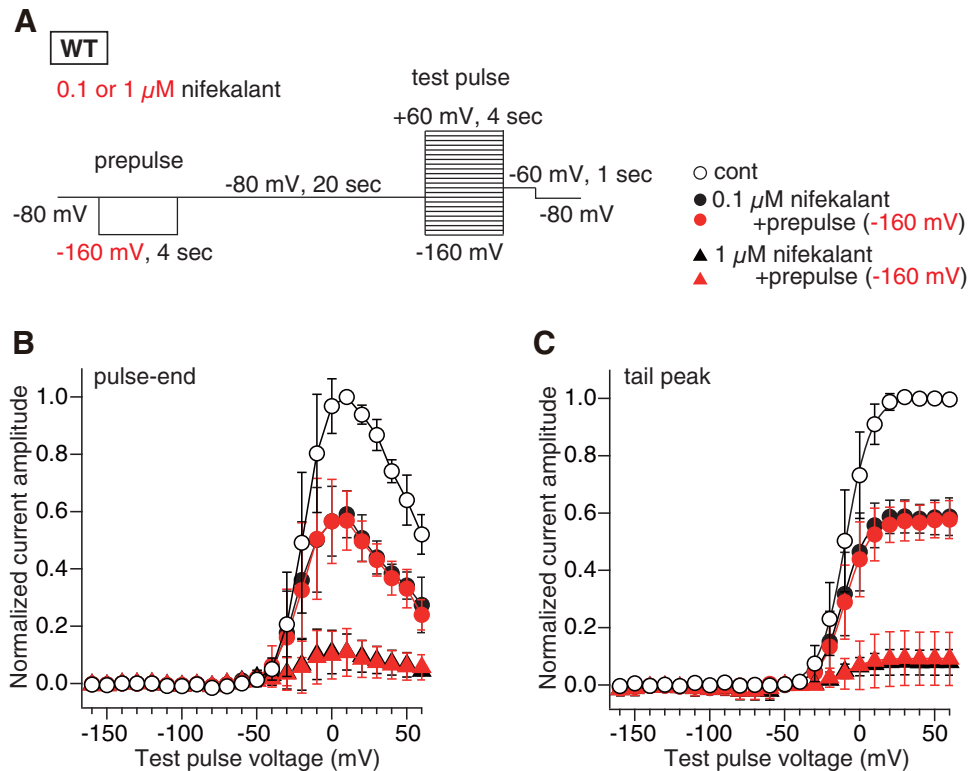 A
WT
0.1 or 1 µM nifekalant
test pulse
+60 mV, 4 sec
prepulse
-80 mV, 20 sec
-60 mV, 1 sec
-80 mV
-80 mV
-160 mV, 4 sec
-160 mV
cont
0.1 µM nifekalant
+prepulse (-160 mV)
1 µM nifekalant
+prepulse (-160 mV)
B
pulse-end
Normalized current amplitude
1.0
0.8
0.6
0.4
0.2
0.0
-150 -100 -50 0 50
Test pulse voltage (mV)
C
tail peak
Normalized current amplitude
1.0
0.8
0.6
0.4
0.2
0.0
-150 -100 -50 0 50
Test pulse voltage (mV)